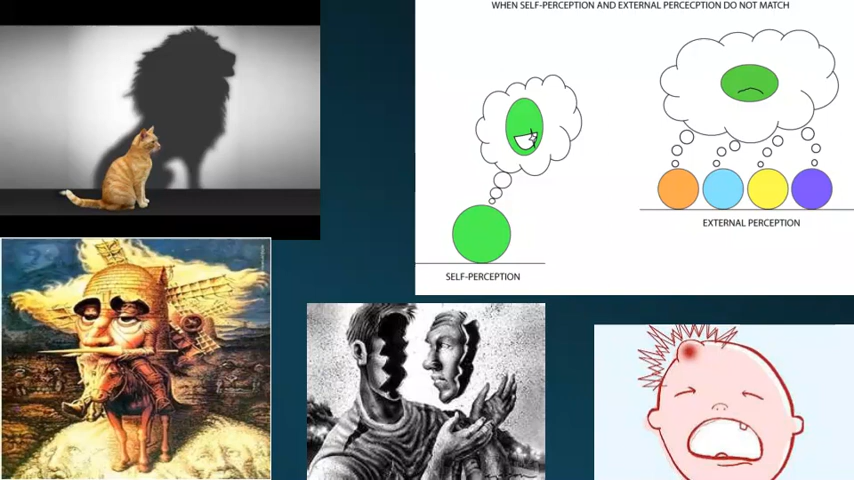 WHEN SELF-PERCEPTION AND EXTERNAL PERCECPTION DO NOT MATCH
SELF-PERCEPTION
EXTERNAL PERCEPTION